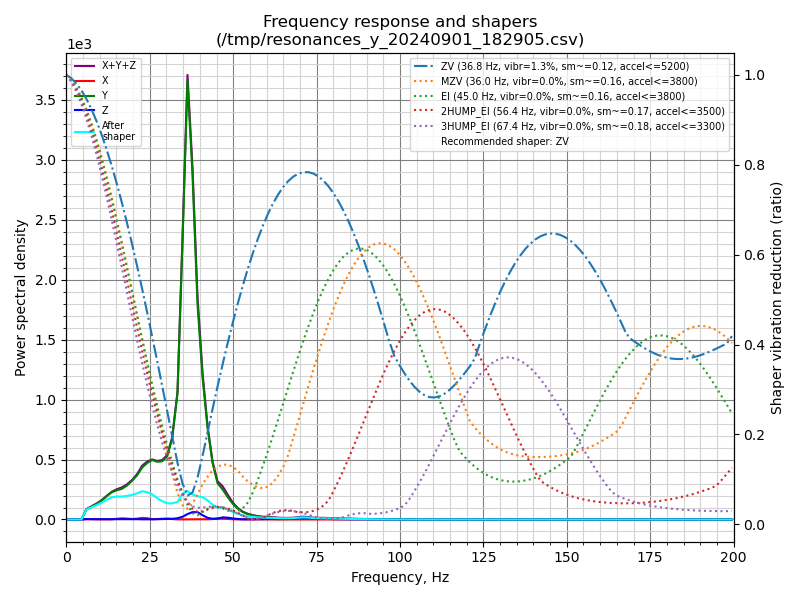 Frequency response and shapers
(/tmp/resonances_y_20240901_182905.csv)
1e3
X+Y+Z
X
Y
Z
After
shaper
ZV (36.8 Hz, vibr=1.3%, sm~=0.12, accel<=5200)
MZV (36.0 Hz, vibr=0.0%, sm~=0.16, accel<=3800)
EI (45.0 Hz, vibr=0.0%, sm~=0.16, accel<=3800)
2HUMP_EI (56.4 Hz, vibr=0.0%, sm~=0.17, accel<=3500)
3HUMP_EI (67.4 Hz, vibr=0.0%, sm~=0.18, accel<=3300)
Recommended shaper: ZV
Power spectral density
3.5
3.0
2.5
2.0
1.5
1.0
0.5
0.0
1.0
0.8
0.6
0.4
0.2
0.0
Shaper vibration reduction (ratio)
0 25 50 75 100 125 150 175 200
Frequency, Hz